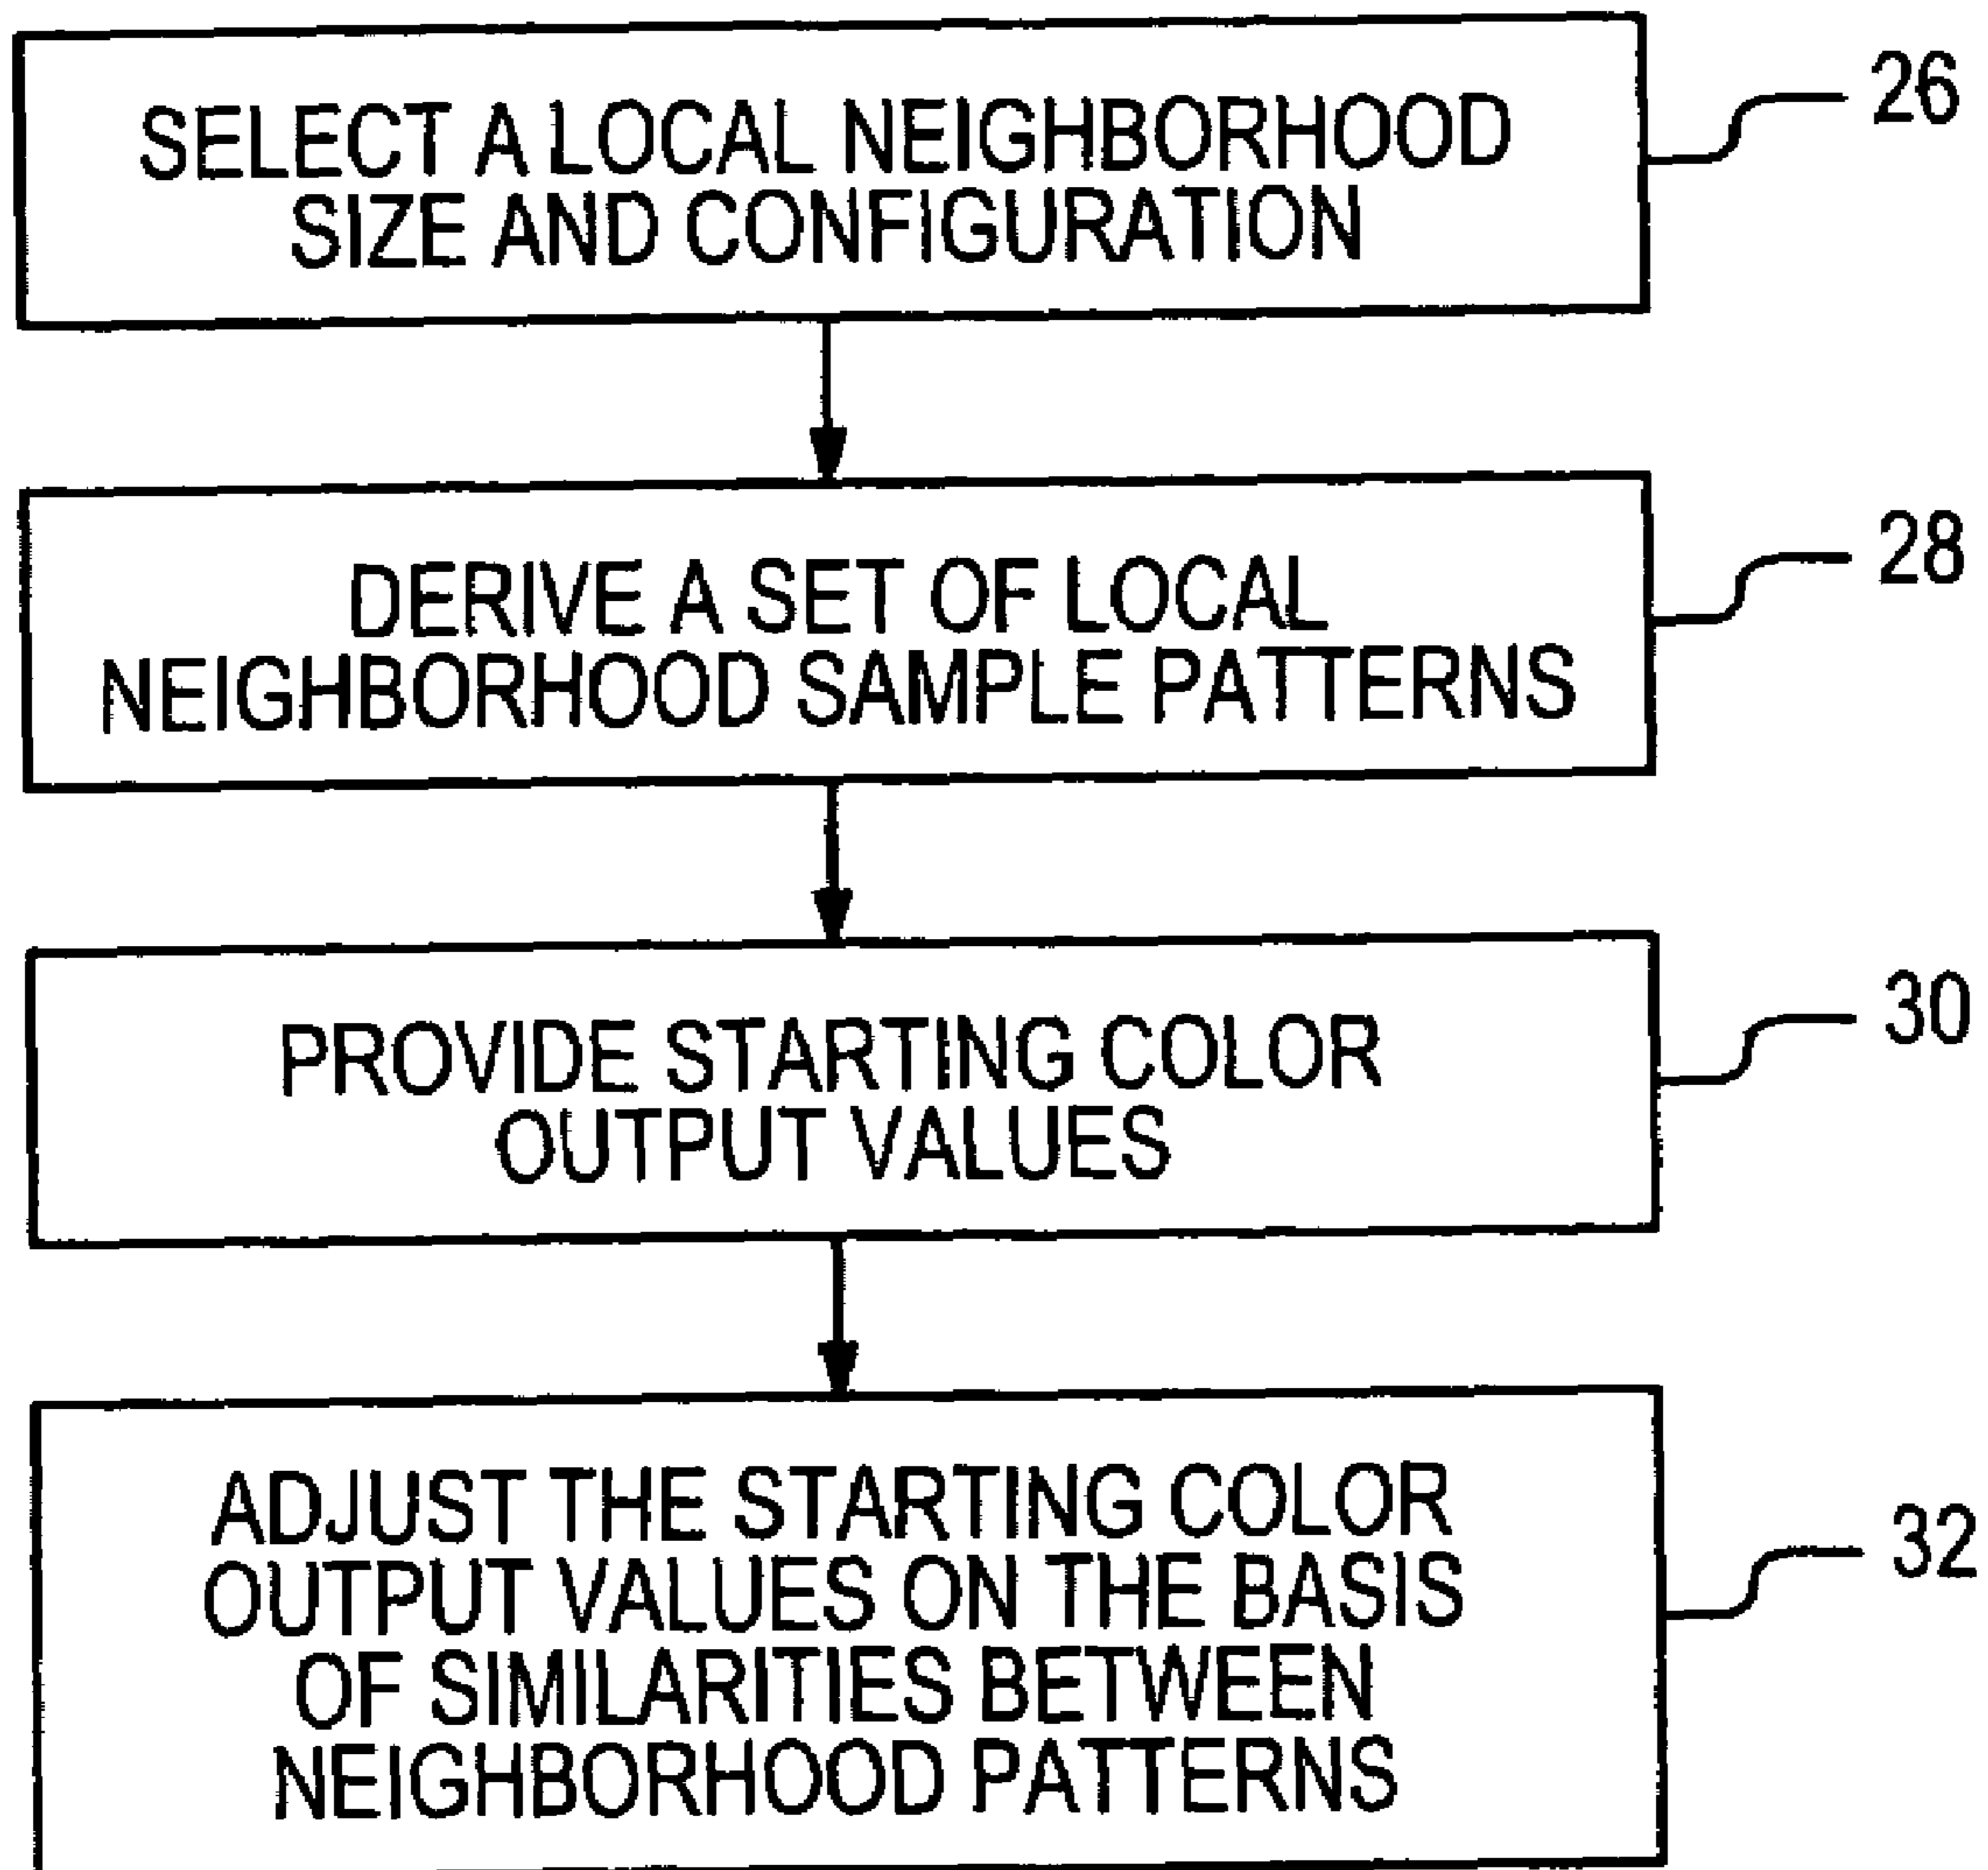 SELECT A LOCAL NEIGHBORHOOD
SIZE AND CONFIGURATION
26
DERIVE A SET OF LOCAL
NEIGHBORHOOD SAMPLE PATTERNS
28
PROVIDE STARTING COLOR
OUTPUT VALUES
30
ADJUST THE STARTING COLOR
OUTPUT VALUES ON THE BASIS
OF SIMILARITIES BETWEEN
NEIGHBORHOOD PATTERNS
32